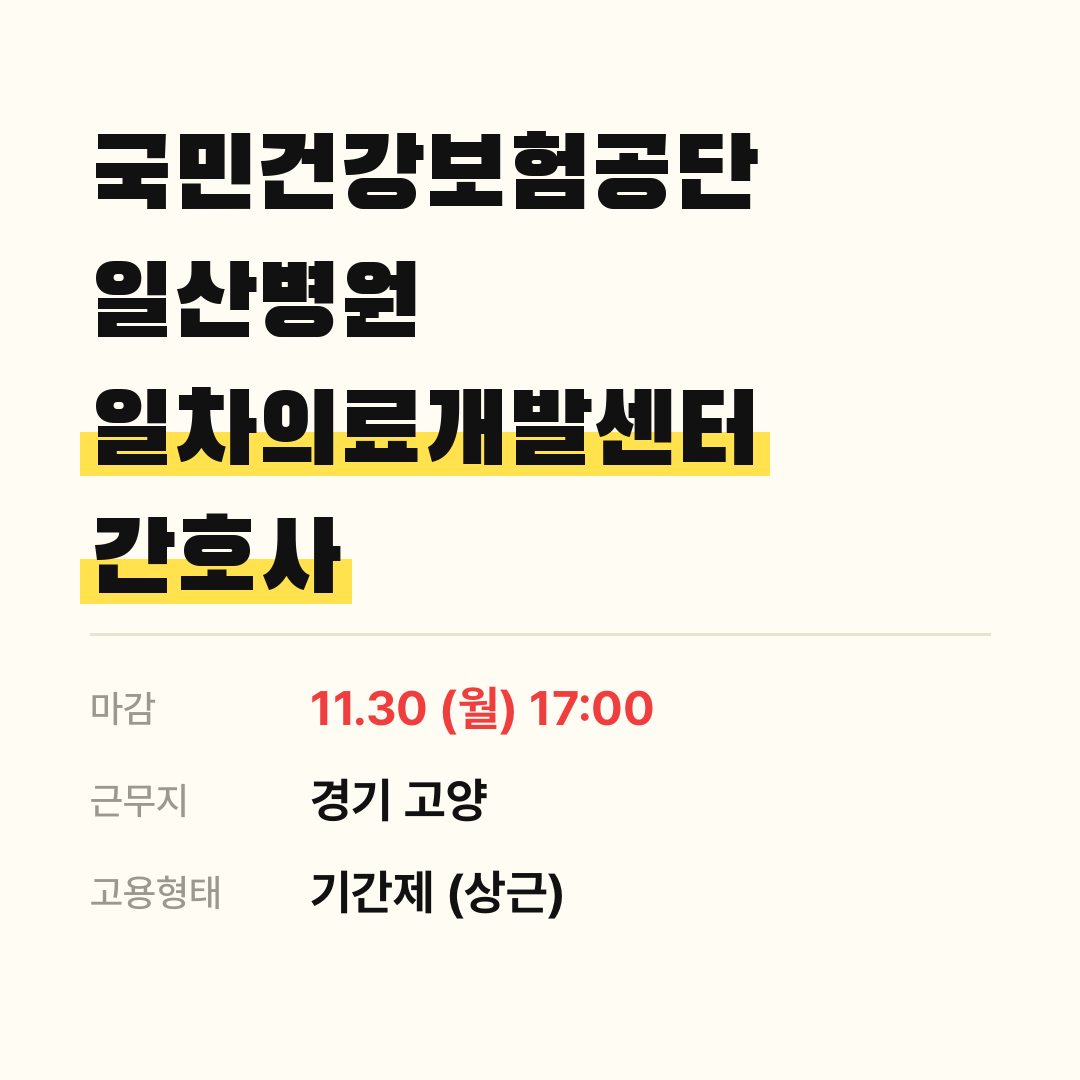 국민건강보험공단
일산병원
일차의료개발센터
간호사
마감 11.30 (월) 17:00
근무지 경기 고양
고용형태 기간제 (상근)